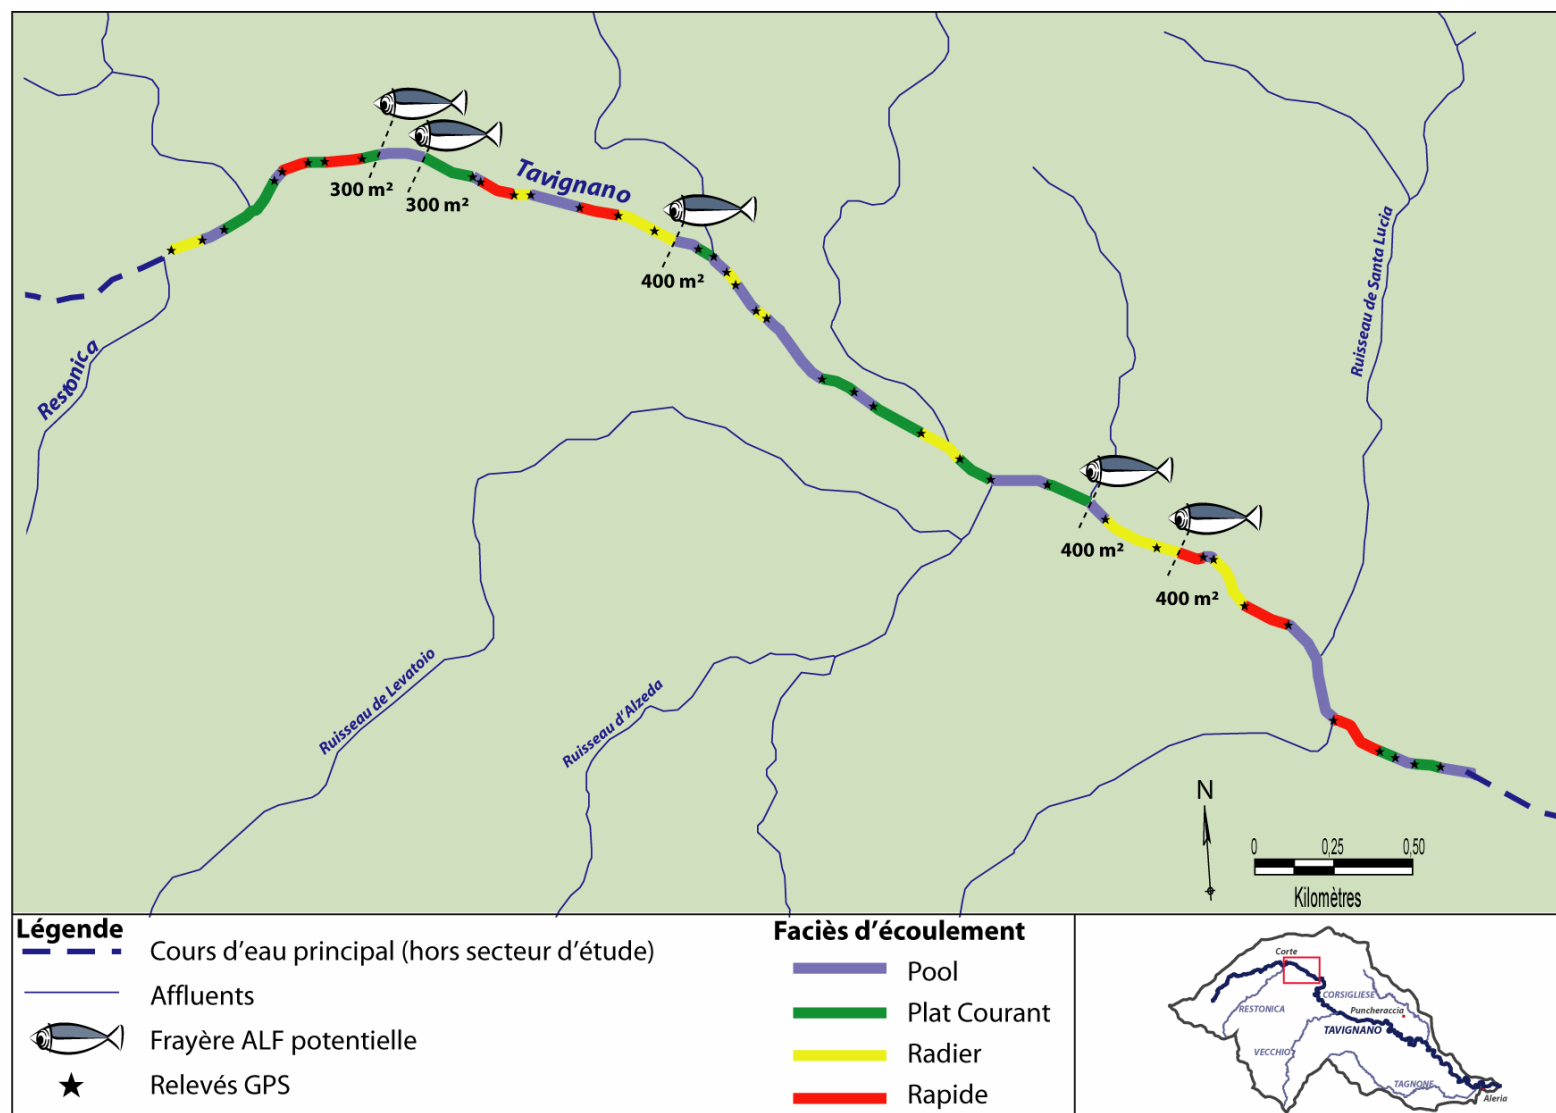 300 m²
300 m²
Tavignano
400 m²
Restonica
Ruisseau de Santa Lucia
400 m²
400 m²
Ruisseau de Levatoio
Ruisseau d'Alzeda
N
0 0,25 0,50
Kilomètres
Légende
Cours d'eau principal (hors secteur d'étude)
Affluents
Frayère ALF potentielle
Relevés GPS
Faciès d'écoulement
Pool
Plat Courant
Radier
Rapide
Corte
RESTONICA
CORSIGLIESE
Puncheraccia
TAVIGNANO
VECCHIO
TAGNONE
Aleria